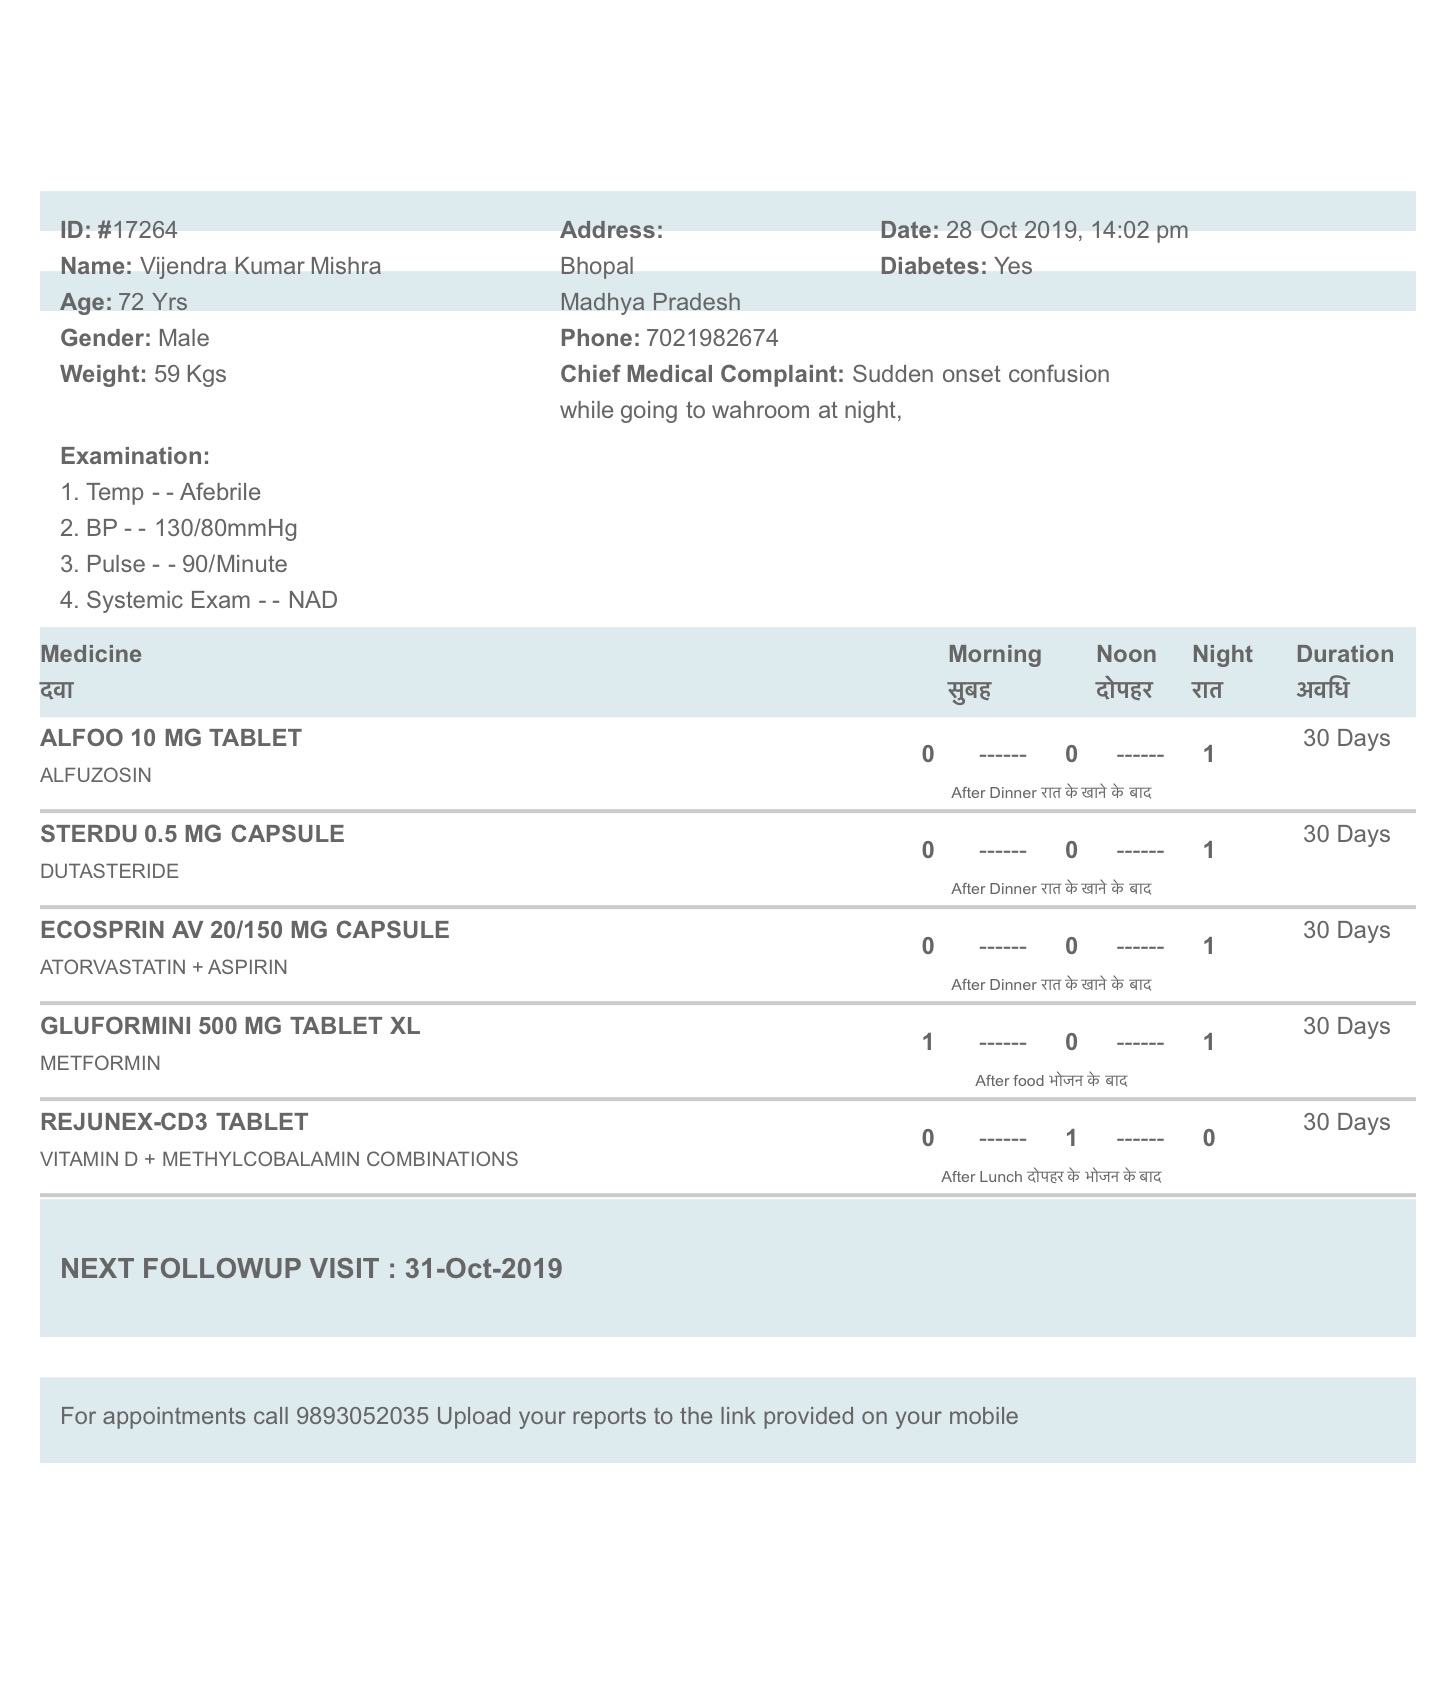 ID: #17264
Name: Vijendra Kumar Mishra
Age: 72 Yrs
Gender: Male
Weight: 59 Kgs
Address:
Bhopal
Madhya Pradesh
Phone: 7021982674
Chief Medical Complaint: Sudden onset confusion
while going to wahroom at night,
Date: 28 Oct 2019, 14:02 pm
Diabetes: Yes
Examination:
1. Temp - - Afebrile
2. BP - - 130/80mmHg
3. Pulse - - 90/Minute
4. Systemic Exam - - NAD
Medicine Morning Noon Night Duration
दवा सुबह दोपहर रात अवधि
ALFOO 10 MG TABLET 30 Days
0 ------ 0 ------ 1
ALFUZOSIN
After Dinner रात के खाने के बाद
STERDU 0.5 MG CAPSULE 30 Days
0 ------ 0 ------ 1
DUTASTERIDE
After Dinner रात के खाने के बाद
ECOSPRIN AV 20/150 MG CAPSULE 30 Days
0 ------ 0 ------ 1
ATORVASTATIN + ASPIRIN
After Dinner रात के खाने के बाद
GLUFORMINI 500 MG TABLET XL 30 Days
1 ------ 0 ------ 1
METFORMIN
After food भोजन के बाद
REJUNEX-CD3 TABLET 30 Days
0 ------ 1 ------ 0
VITAMIN D + METHYLCOBALAMIN COMBINATIONS
After Lunch दोपहर के भोजन के बाद
NEXT FOLLOWUP VISIT : 31-Oct-2019
For appointments call 9893052035 Upload your reports to the link provided on your mobile